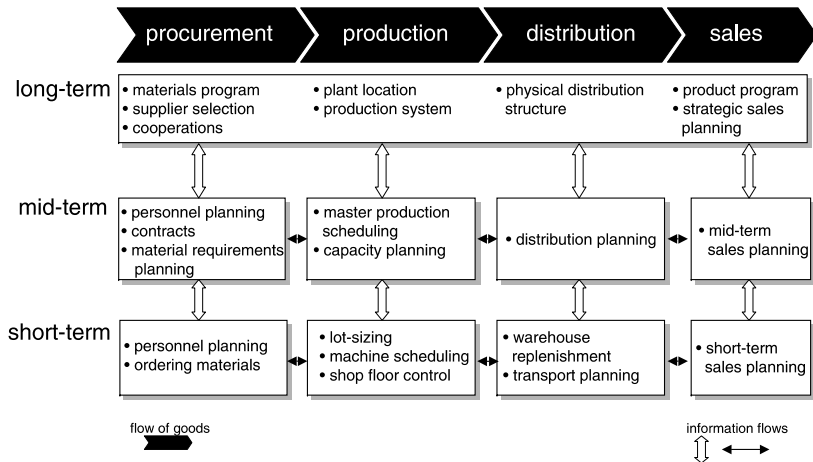 procurement
production
distribution
sales
long-term
• materials program
• supplier selection
• cooperations
• plant location
• production system
• physical distribution
structure
• product program
• strategic sales
planning
mid-term
• personnel planning
• contracts
• material requirements
planning
• master production
scheduling
• capacity planning
• distribution planning
• mid-term
sales planning
short-term
• personnel planning
• ordering materials
• lot-sizing
• machine scheduling
• shop floor control
• warehouse
replenishment
• transport planning
• short-term
sales planning
flow of goods
information flows